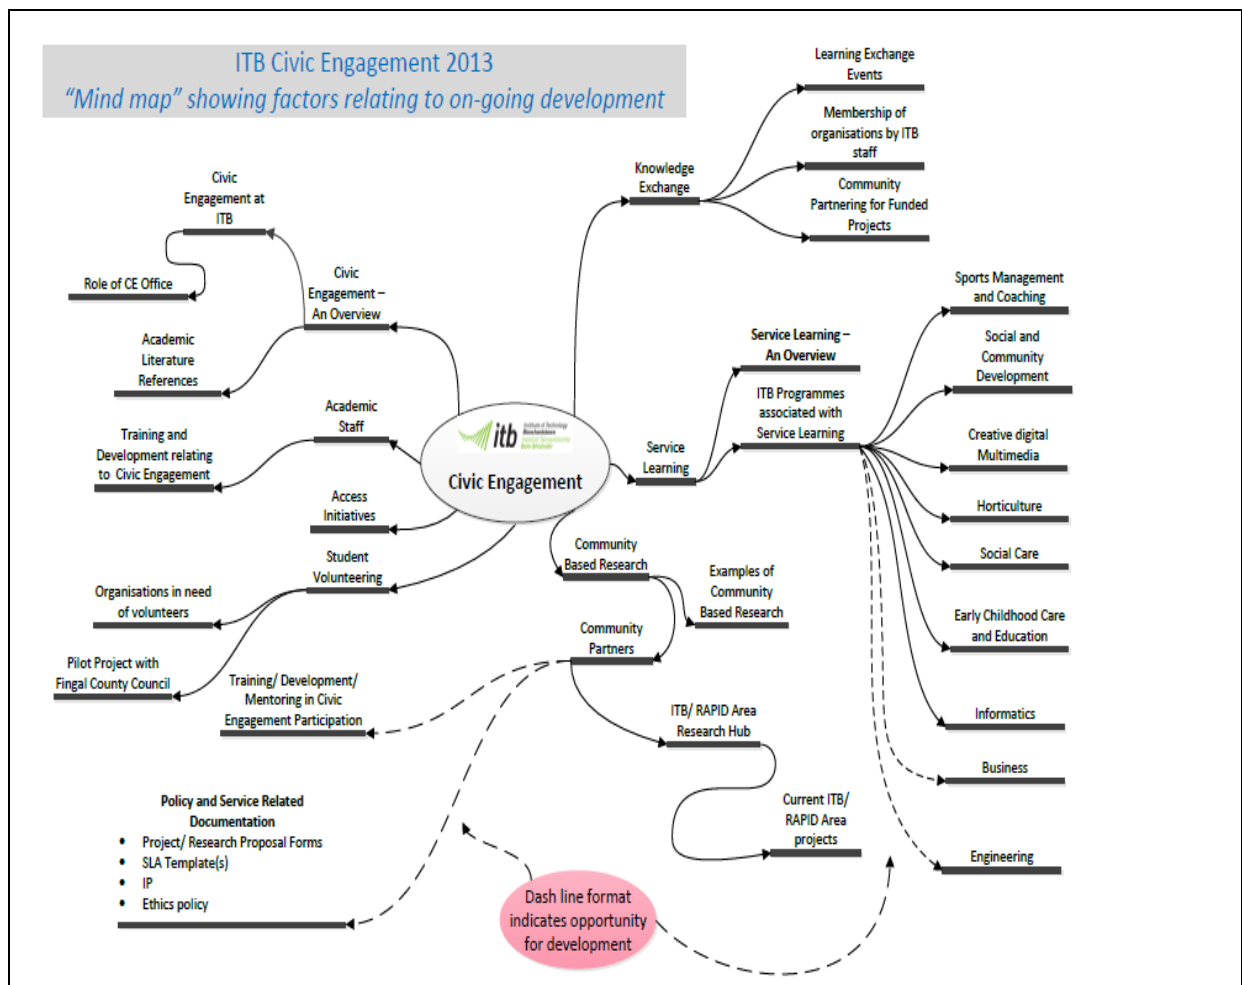 ITB Civic Engagement 2013
“Mind map” showing factors relating to on-going development
Learning Exchange
Events
Membership of
organisations by ITB
staff
Knowledge
Exchange
Community
Partnering for Funded
Projects
Civic
Engagement at
ITB
Role of CE Office
Civic
Engagement –
An Overview
Academic
Literature
References
Academic
Staff
Training and
Development relating
to Civic Engagement
Access
Initiatives
Student
Volunteering
Organisations in need
of volunteers
Pilot Project with
Fingal County Council
itb
Institute of Technology
Blanchardstown
Civic Engagement
Service
Learning
Service Learning –
An Overview
ITB Programmes
associated with
Service Learning
Sports Management
and Coaching
Social and
Community
Development
Creative digital
Multimedia
Horticulture
Social Care
Early Childhood Care
and Education
Informatics
Business
Engineering
Community
Based Research
Examples of
Community
Based Research
Community
Partners
Training/ Development/
Mentoring in Civic
Engagement Participation
ITB/ RAPID Area
Research Hub
Current ITB/
RAPID Area
projects
Policy and Service Related
Documentation
• Project/ Research Proposal Forms
• SLA Template(s)
• IP
• Ethics policy
Dash line format
indicates opportunity
for development